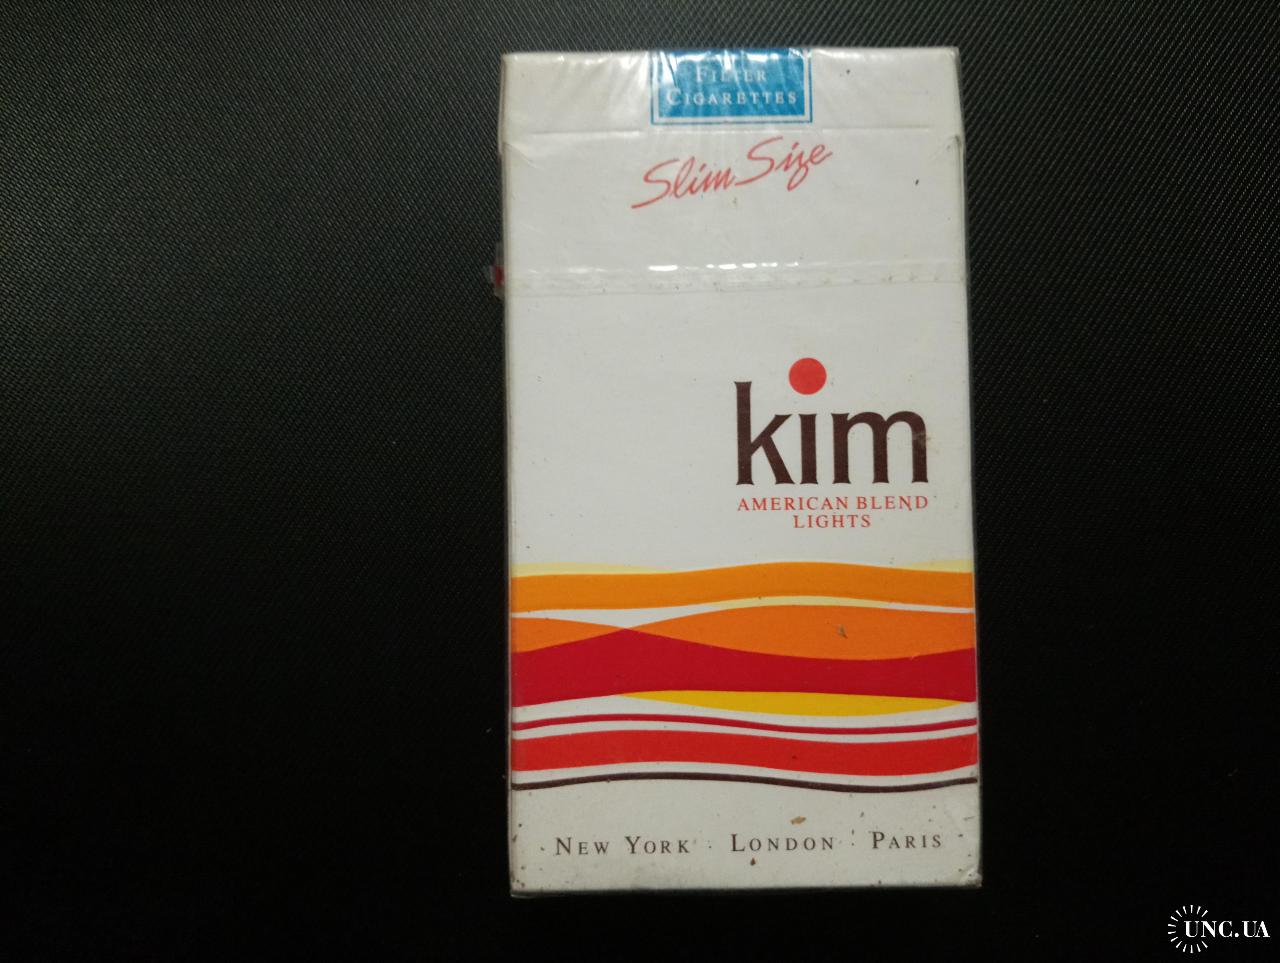 FILTER
CIGARETTES
Slim Size
kim
AMERICAN BLEND
LIGHTS
NEW YORK · LONDON · PARIS
UNC.UA